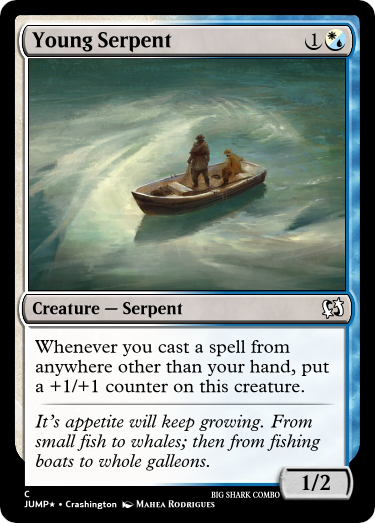 Young Serpent
1
Creature — Serpent
Whenever you cast a spell from
anywhere other than your hand, put
a +1/+1 counter on this creature.
It's appetite will keep growing. From
small fish to whales; then from fishing
boats to whole galleons.
1/2
C
BIG SHARK COMBO
JUMP★ • Crashington Mahea Rodrigues